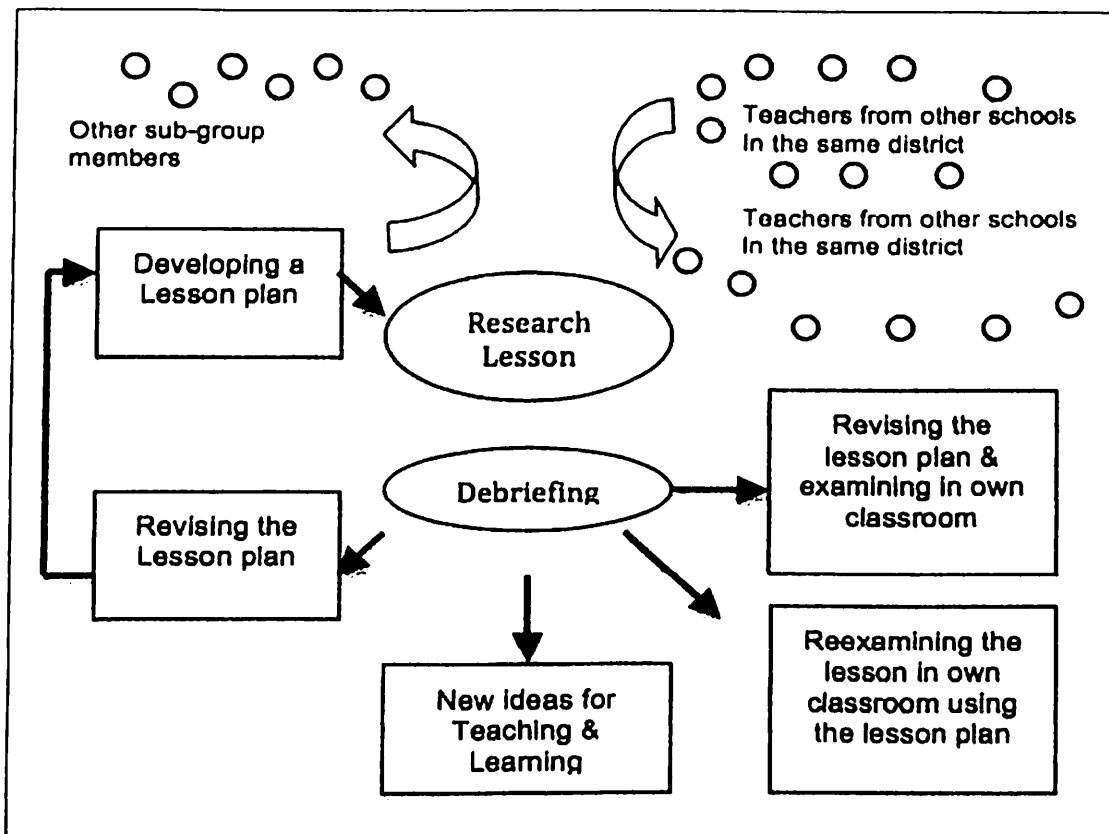 Other sub-group
members
Teachers from other schools
In the same district
Teachers from other schools
In the same district
Developing a
Lesson plan
Research
Lesson
Revising the
lesson plan &
examining in own
classroom
Debriefing
Revising the
Lesson plan
Reexamining the
lesson in own
classroom using
the lesson plan
New ideas for
Teaching &
Learning